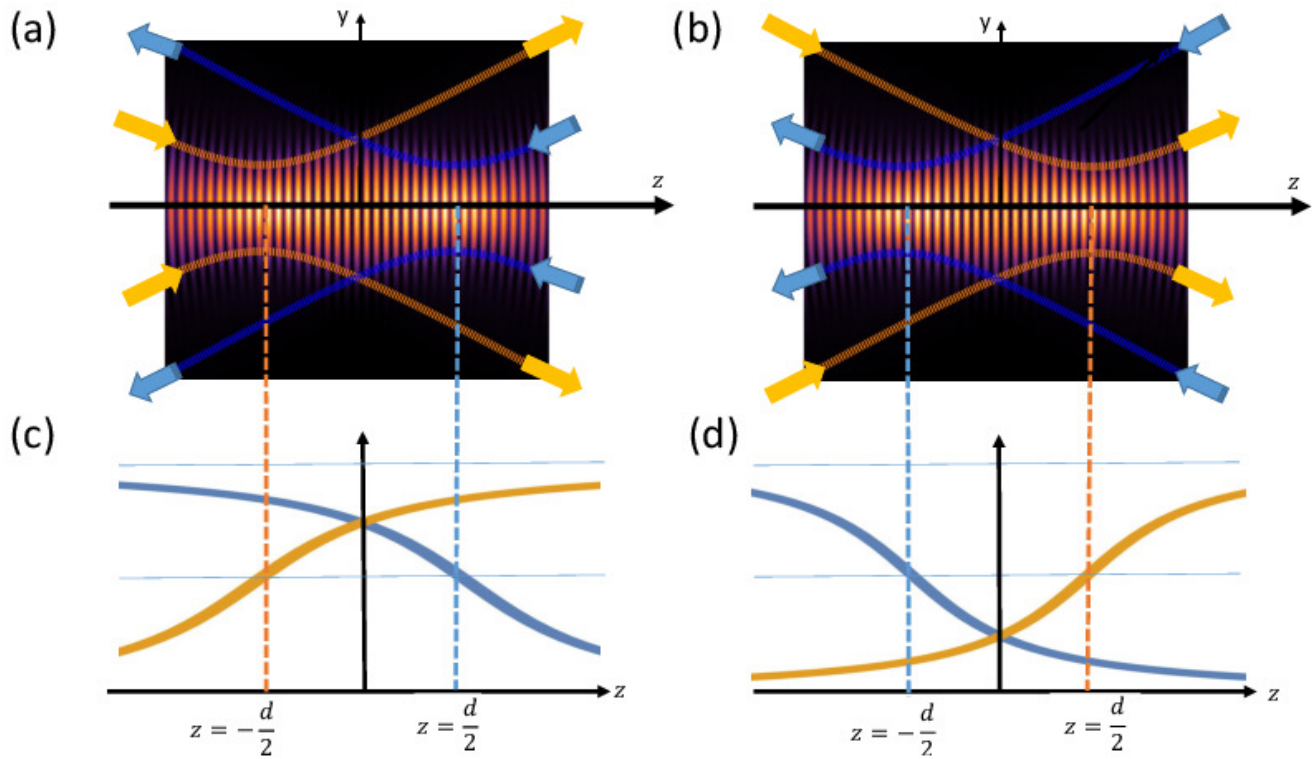 (a)
y
z
(b)
y
z
(c)
z
z = -d/2
z = d/2
(d)
z
z = -d/2
z = d/2